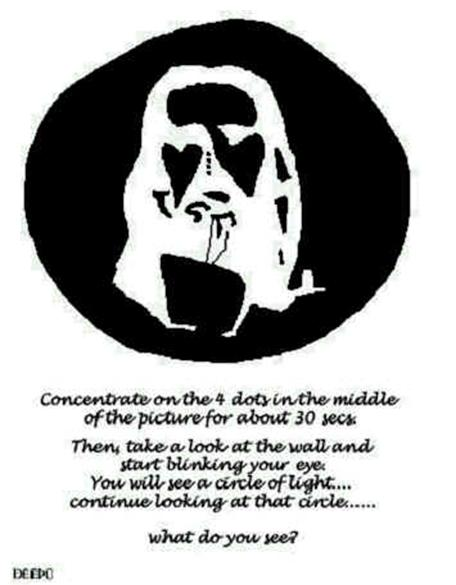 Concentrate on the 4 dots in the middle
of the picture for about 30 secs.
Then, take a look at the wall and
start blinking your eye.
You will see a circle of light....
continue looking at that circle......
what do you see?